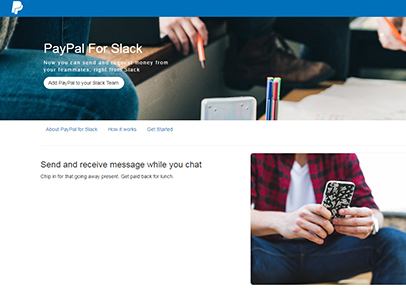 PayPal For Slack
Now you can send and request money from
your teammates, right from Slack
Add PayPal to your Slack Team
About PayPal for Slack How it works Get Started
Send and receive message while you chat
Chip in for that going away present. Get paid back for lunch.